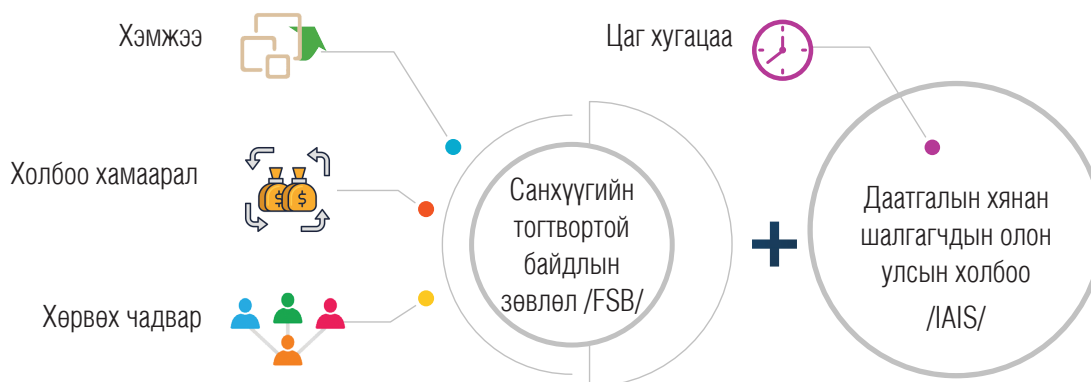 Хэмжээ
Холбоо хамаарал
Хөрвөх чадвар
Санхүүгийн
тогтвортой
байдлын
зөвлөл /FSB/
Цаг хугацаа
Даатгалын хянан
шалгагчдын олон
улсын холбоо
/IAIS/